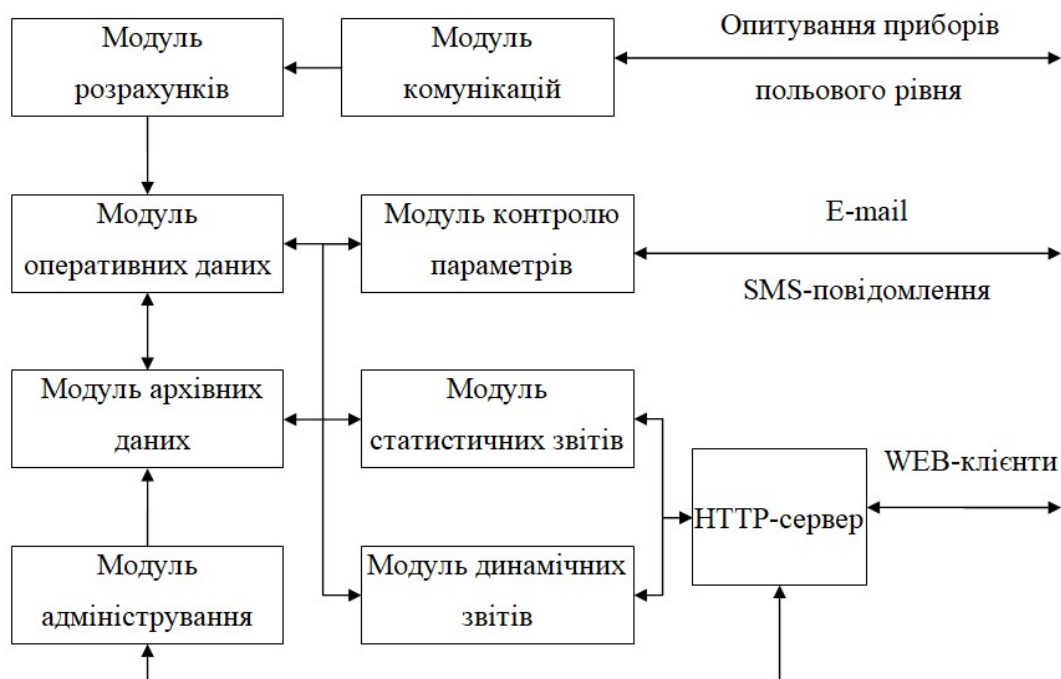 Модуль
розрахунків
Модуль
комунікацій
Опитування приборів
польового рівня
Модуль
оперативних даних
Модуль контролю
параметрів
E-mail
SMS-повідомлення
Модуль архівних
даних
Модуль
статистичних звітів
WEB-клієнти
HTTP-сервер
Модуль
адміністрування
Модуль динамічних
звітів